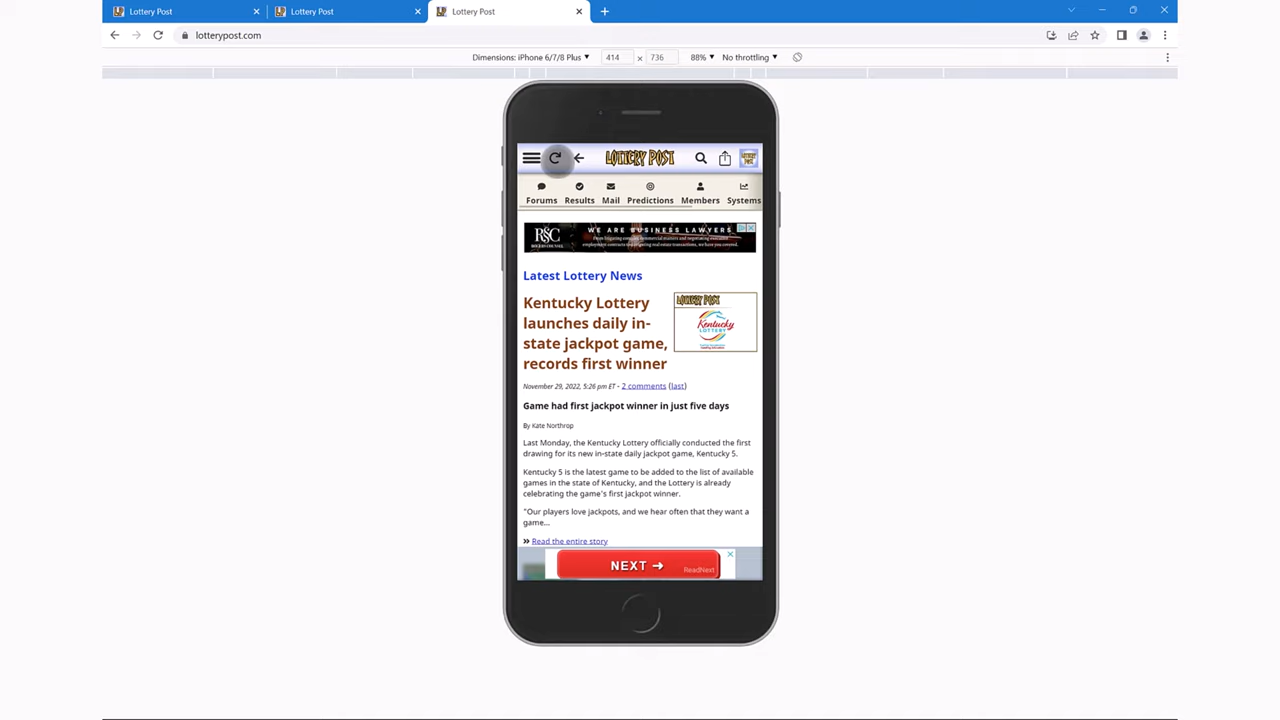 Lottery Post
Lottery Post
Lottery Post
lotterypost.com
Dimensions: iPhone 6/7/8 Plus 414 × 736 88% No throttling
LOTTERY POST
LOTTERY POST
Forums Results Mail Predictions Members Systems
RSC
WE ARE BUSINESS LAWYERS
Latest Lottery News
Kentucky Lottery
launches daily in-
state jackpot game,
records first winner
LOTTERY POST
Kentucky
LOTTERY
November 29, 2022, 5:26 pm ET - 2 comments (last)
Game had first jackpot winner in just five days
By Kate Northrop
Last Monday, the Kentucky Lottery officially conducted the first
drawing for its new in-state daily jackpot game, Kentucky 5.
Kentucky 5 is the latest game to be added to the list of available
games in the state of Kentucky, and the Lottery is already
celebrating the game's first jackpot winner.
"Our players love jackpots, and we hear often that they want a
game...
» Read the entire story
NEXT ➔
ReadNext